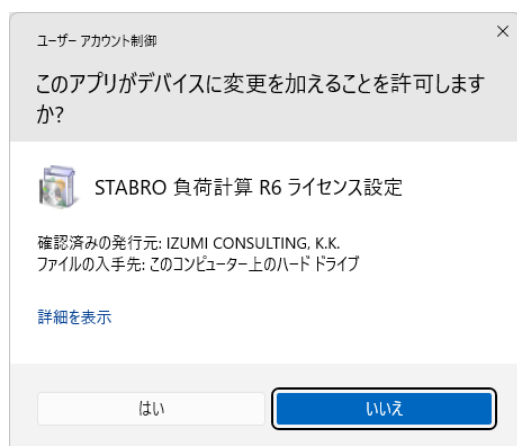 ユーザー アカウント制御
このアプリがデバイスに変更を加えることを許可します
か?
STABRO 負荷計算 R6 ライセンス設定
確認済みの発行元: IZUMI CONSULTING, K.K.
ファイルの入手先: このコンピューター上のハード ドライブ
詳細を表示
はい
いいえ